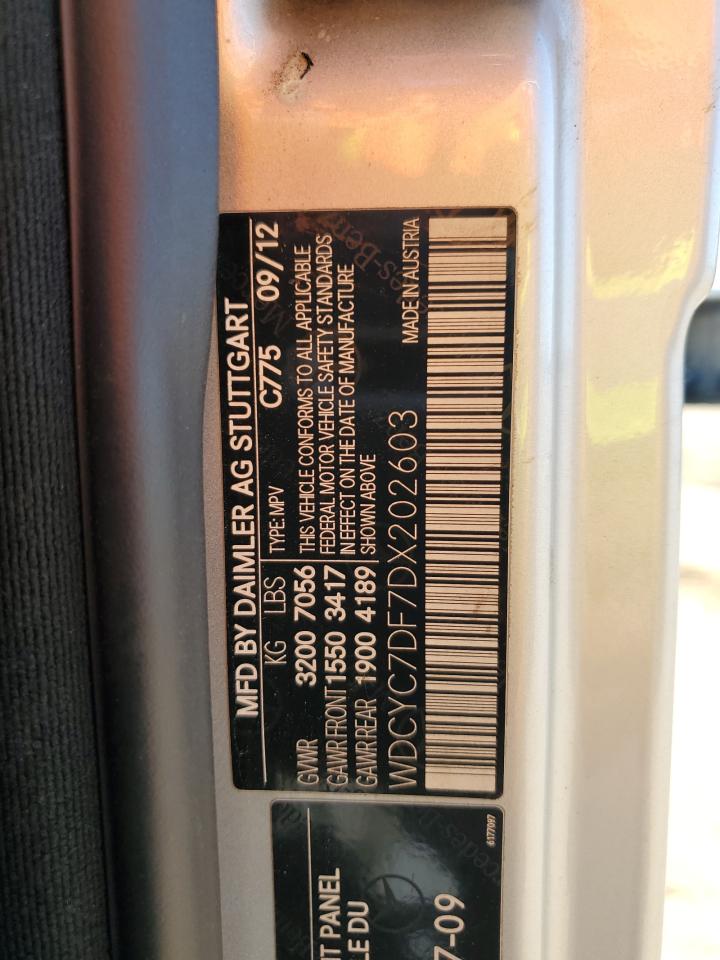 MFD BY DAIMLER AG STUTTGART
KG LBS TYPE: MPV C775 09/12
GVWR 3200 7056
GAWR FRONT 1550 3417
GAWR REAR 1900 4189
THIS VEHICLE CONFORMS TO ALL APPLICABLE
FEDERAL MOTOR VEHICLE SAFETY STANDARDS
IN EFFECT ON THE DATE OF MANUFACTURE
SHOWN ABOVE
MADE IN AUSTRIA
WDCYC7DF7DX202603
IT PANEL
LE DU
7-09
6177097